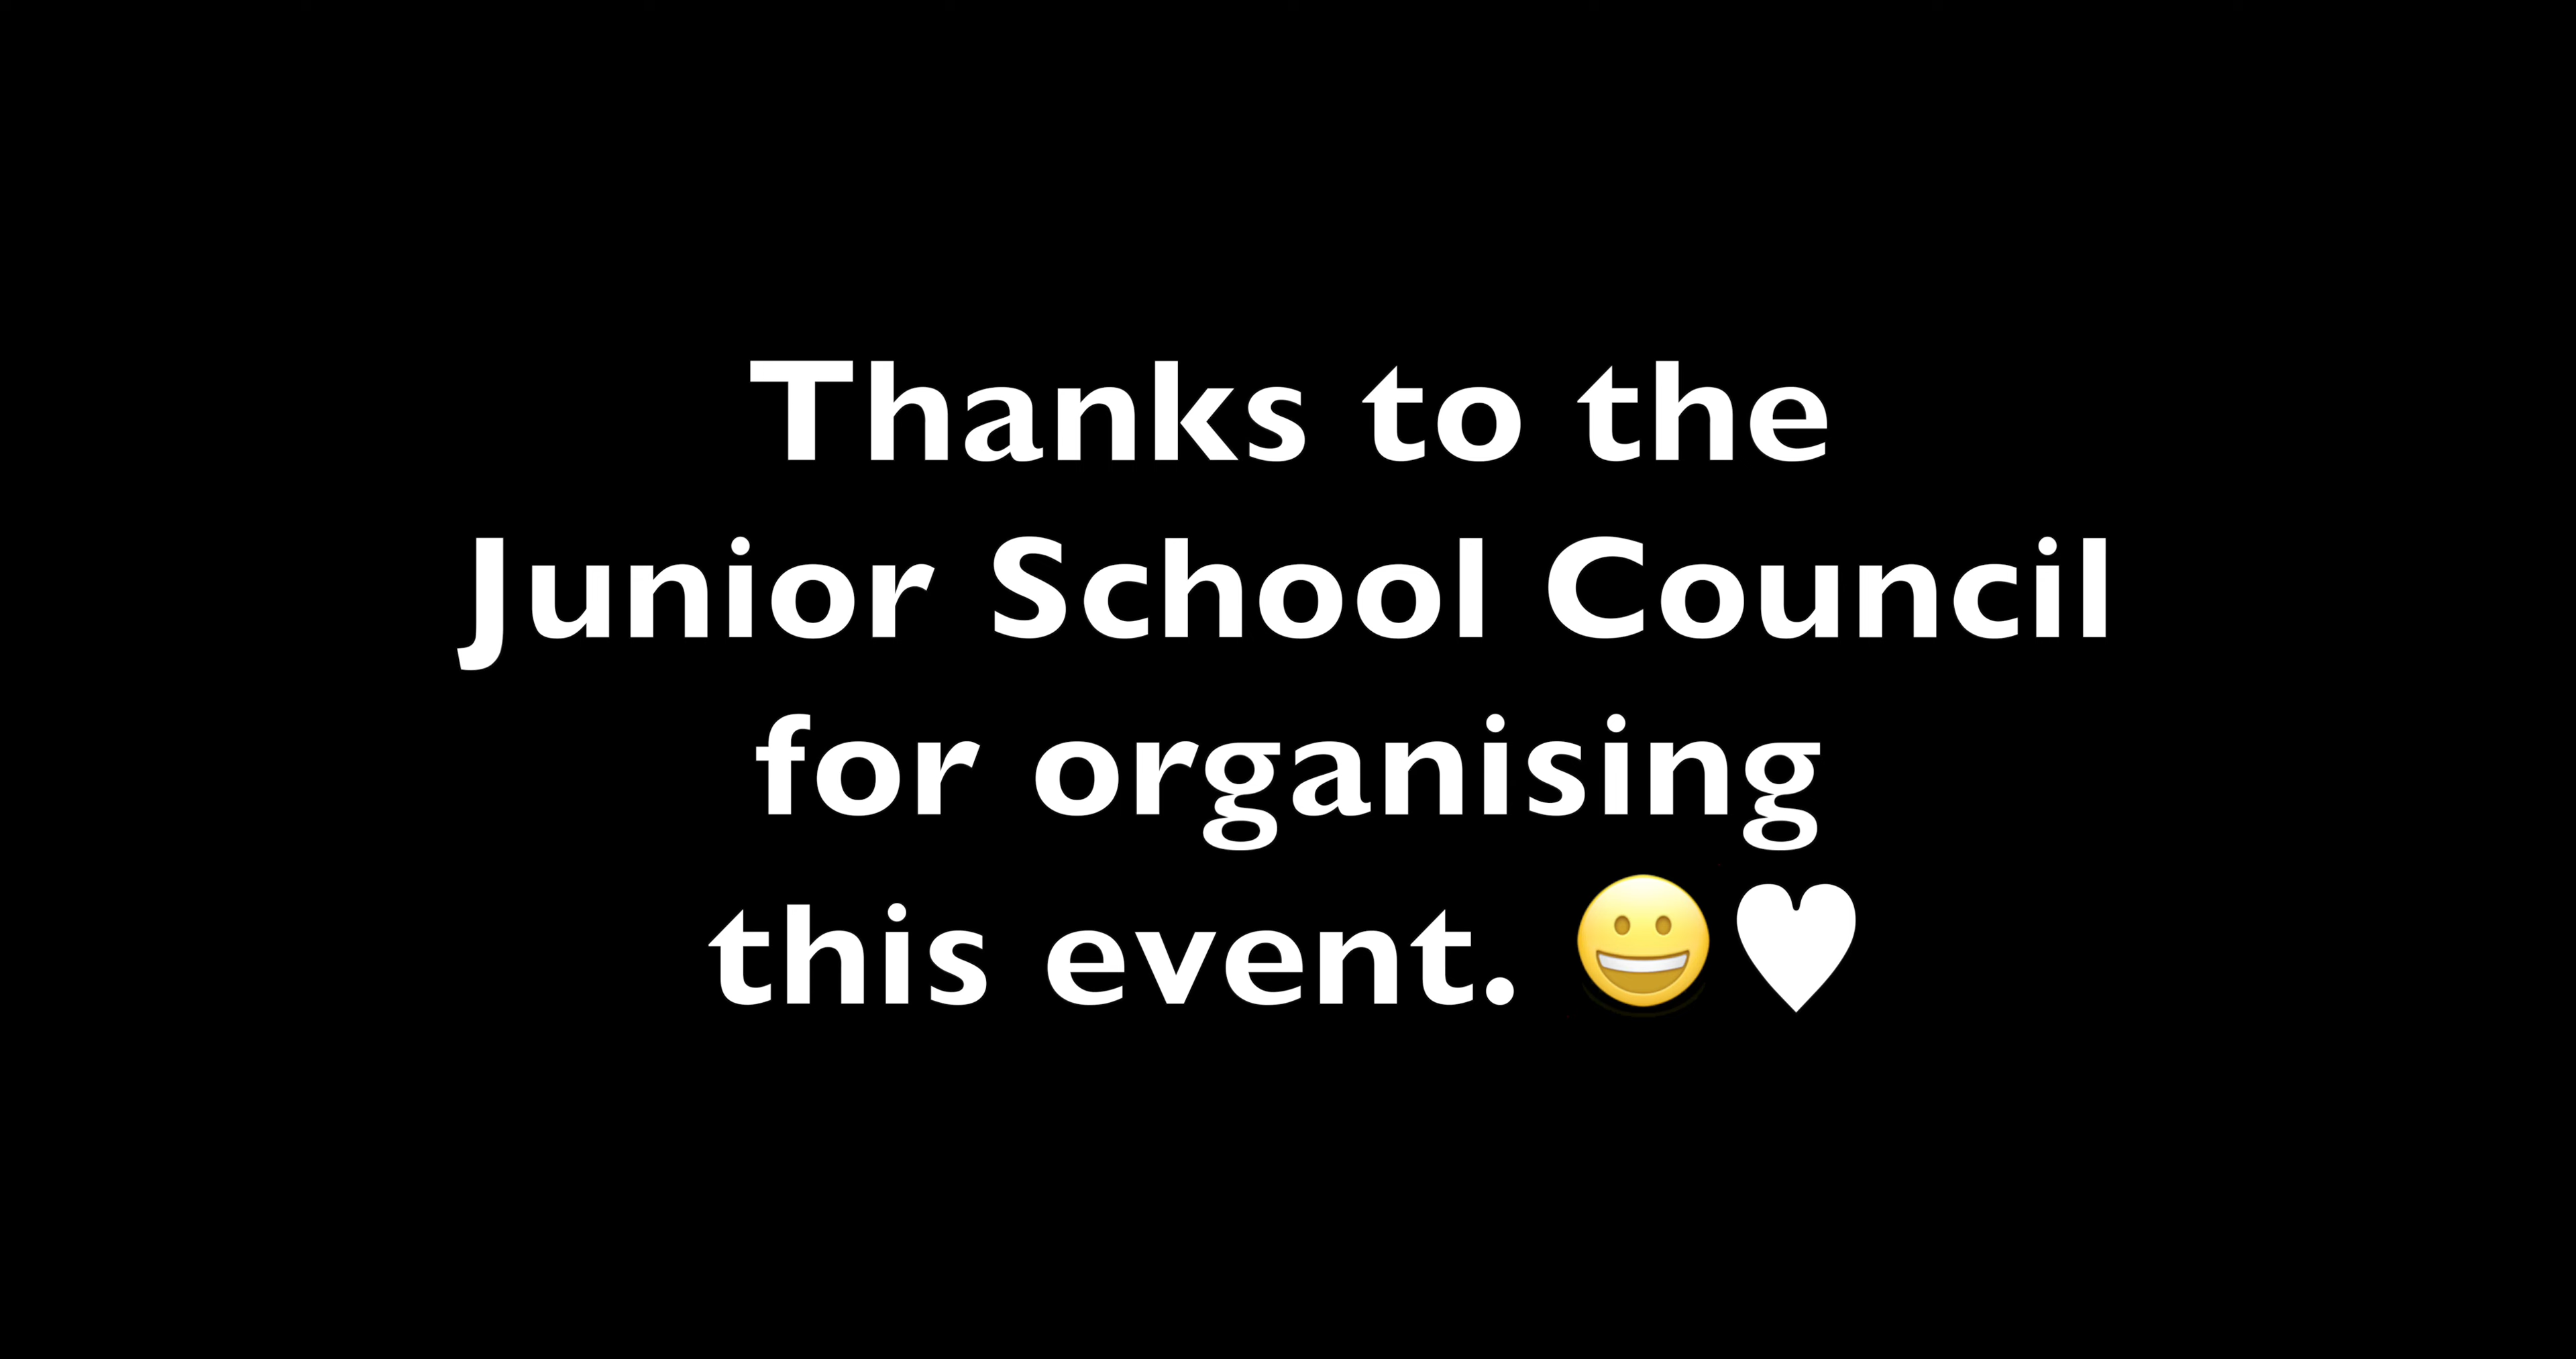 Thanks to the
Junior School Council
for organising
this event. 😀♥